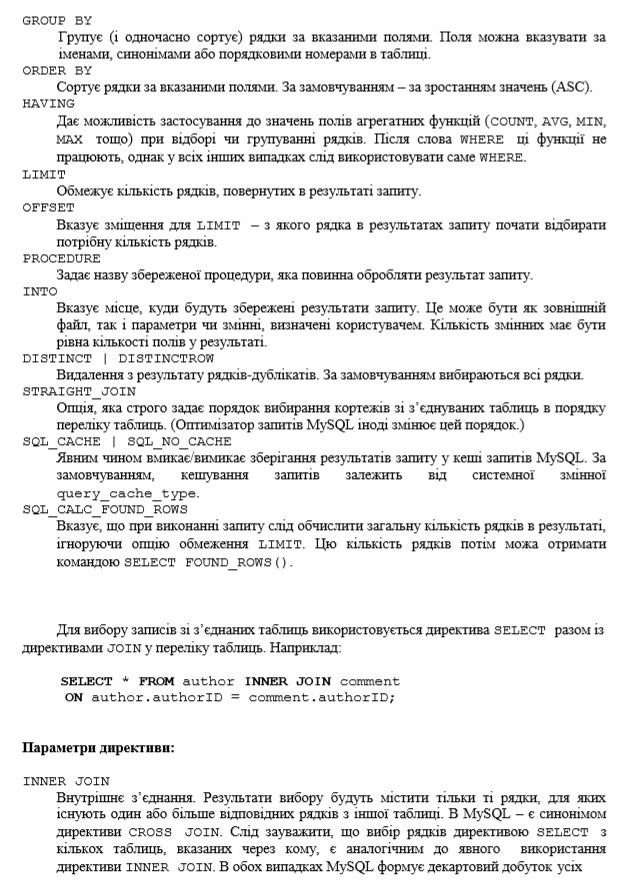 GROUP BY
Групує (і одночасно сортує) рядки за вказаними полями. Поля можна вказувати за
іменами, синонімами або порядковими номерами в таблиці.
ORDER BY
Сортує рядки за вказаними полями. За замовчуванням – за зростанням значень (ASC).
HAVING
Дає можливість застосування до значень полів агрегатних функцій (COUNT, AVG, MIN,
MAX тощо) при відборі чи групуванні рядків. Після слова WHERE ці функції не
працюють, однак у всіх інших випадках слід використовувати саме WHERE.
LIMIT
Обмежує кількість рядків, повернутих в результаті запиту.
OFFSET
Вказує зміщення для LIMIT – з якого рядка в результатах запиту почати відбирати
потрібну кількість рядків.
PROCEDURE
Задає назву збереженої процедури, яка повинна обробляти результат запиту.
INTO
Вказує місце, куди будуть збережені результати запиту. Це може бути як зовнішній
файл, так і параметри чи змінні, визначені користувачем. Кількість змінних має бути
рівна кількості полів у результаті.
DISTINCT | DISTINCTROW
Видалення з результату рядків-дублікатів. За замовчуванням вибираються всі рядки.
STRAIGHT_JOIN
Опція, яка строго задає порядок вибирання кортежів зі з’єднуваних таблиць в порядку
переліку таблиць. (Оптимізатор запитів MySQL іноді змінює цей порядок.)
SQL_CACHE | SQL_NO_CACHE
Явним чином вмикає/вимикає зберігання результатів запиту у кеші запитів MySQL. За
замовчуванням, кешування запитів залежить від системної змінної
query_cache_type.
SQL_CALC_FOUND_ROWS
Вказує, що при виконанні запиту слід обчислити загальну кількість рядків в результаті,
ігноруючи опцію обмеження LIMIT. Цю кількість рядків потім можа отримати
командою SELECT FOUND_ROWS().
Для вибору записів зі з’єднаних таблиць використовується директива SELECT разом із
директивами JOIN у переліку таблиць. Наприклад:
SELECT * FROM author INNER JOIN comment
ON author.authorID = comment.authorID;
Параметри директиви:
INNER JOIN
Внутрішнє з’єднання. Результати вибору будуть містити тільки ті рядки, для яких
існують один або більше відповідних рядків з іншої таблиці. В MySQL – є синонімом
директиви CROSS JOIN. Слід зауважити, що вибір рядків директивою SELECT з
кількох таблиць, вказаних через кому, є аналогічним до явного використання
директиви INNER JOIN. В обох випадках MySQL формує декартовий добуток усіх